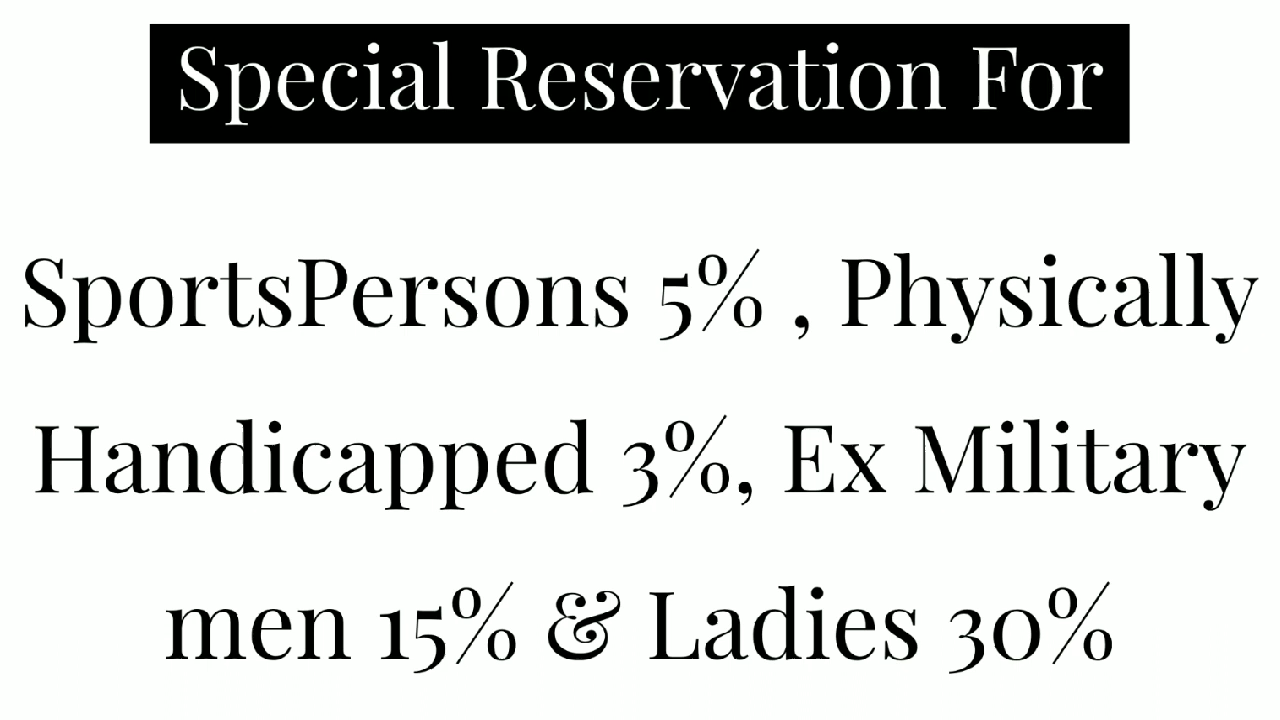 Special Reservation For
SportsPersons 5% , Physically
Handicapped 3%, Ex Military
men 15% & Ladies 30%